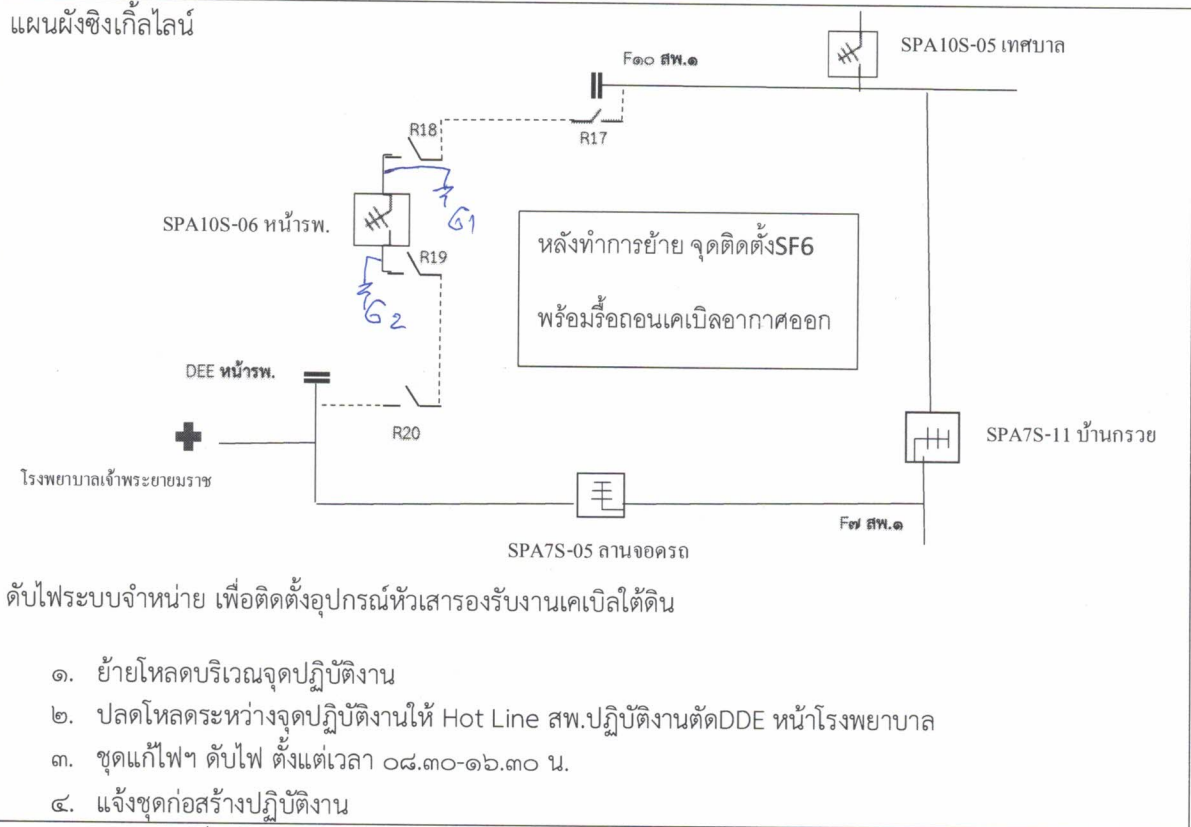 แผนผังซิงเกิ้ลไลน์
SPA10S-05 เทศบาล
F๑๐ สพ.๑
R18
R17
G1
SPA10S-06 หน้ารพ.
R19
G2
หลังทำการย้าย จุดติดตั้งSF6
พร้อมรื้อถอนเคเบิลอากาศออก
DEE หน้ารพ.
R20
SPA7S-11 บ้านกรวย
โรงพยาบาลเจ้าพระยายมราช
F๗ สพ.๑
SPA7S-05 ลานจอดรถ
ดับไฟระบบจำหน่าย เพื่อติดตั้งอุปกรณ์หัวเสารองรับงานเคเบิลใต้ดิน
๑. ย้ายโหลดบริเวณจุดปฏิบัติงาน
๒. ปลดโหลดระหว่างจุดปฏิบัติงานให้ Hot Line สพ.ปฏิบัติงานตัดDDE หน้าโรงพยาบาล
๓. ชุดแก้ไฟฯ ดับไฟ ตั้งแต่เวลา ๐๘.๓๐-๑๖.๓๐ น.
๔. แจ้งชุดก่อสร้างปฏิบัติงาน